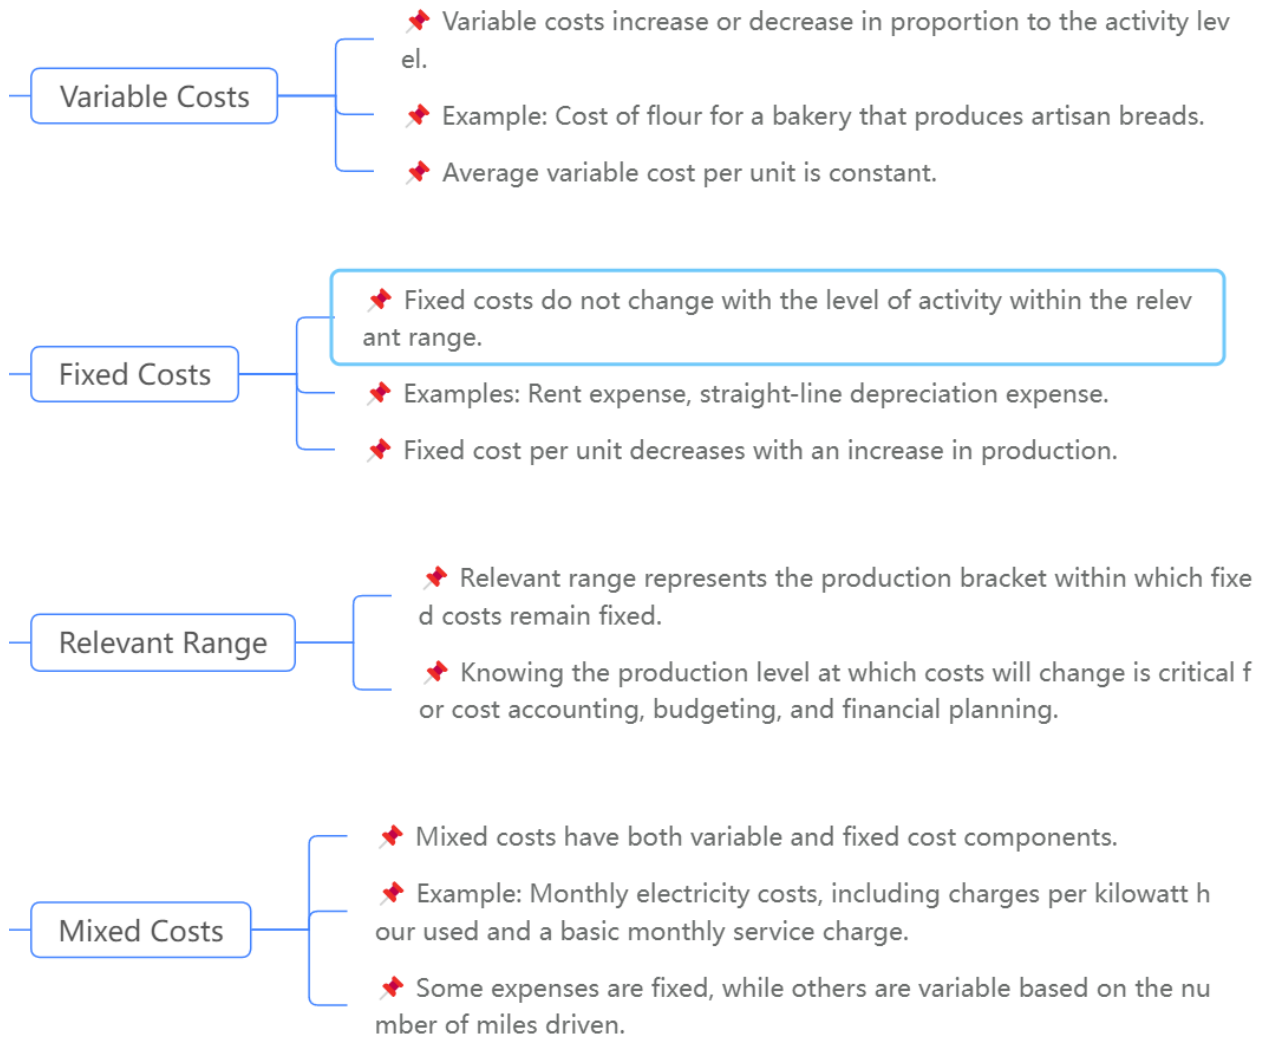 Variable costs increase or decrease in proportion to the activity lev
el.
Variable Costs
Example: Cost of flour for a bakery that produces artisan breads.
Average variable cost per unit is constant.
Fixed costs do not change with the level of activity within the relev
ant range.
Fixed Costs
Examples: Rent expense, straight-line depreciation expense.
Fixed cost per unit decreases with an increase in production.
Relevant range represents the production bracket within which fixe
d costs remain fixed.
Relevant Range
Knowing the production level at which costs will change is critical f
or cost accounting, budgeting, and financial planning.
Mixed costs have both variable and fixed cost components.
Example: Monthly electricity costs, including charges per kilowatt h
our used and a basic monthly service charge.
Mixed Costs
Some expenses are fixed, while others are variable based on the nu
mber of miles driven.